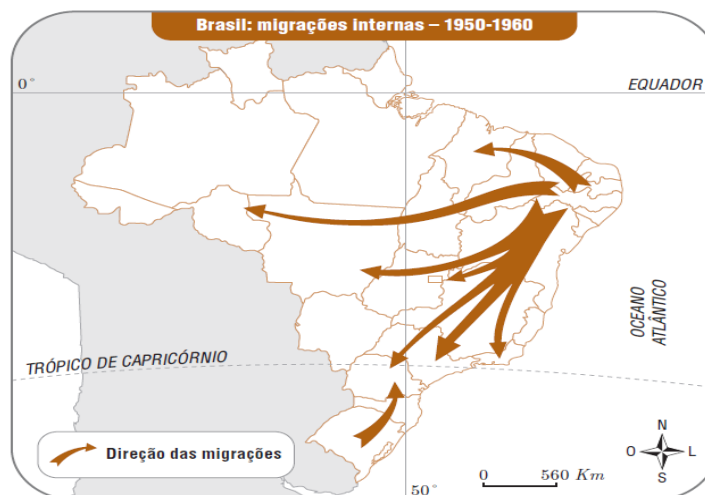 Brasil: migrações internas – 1950-1960
0°
EQUADOR
OCEANO
ATLÂNTICO
TRÓPICO DE CAPRICÓRNIO
Direção das migrações
N
O
L
S
0 560 Km
50°